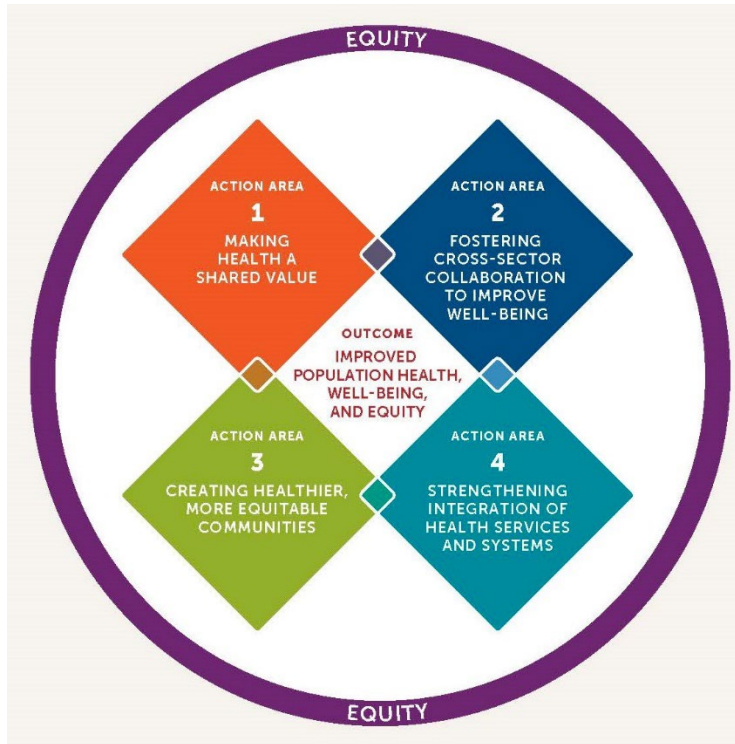 EQUITY
ACTION AREA
1
MAKING
HEALTH A
SHARED VALUE
ACTION AREA
2
FOSTERING
CROSS-SECTOR
COLLABORATION
TO IMPROVE
WELL-BEING
OUTCOME
IMPROVED
POPULATION HEALTH,
WELL-BEING,
AND EQUITY
ACTION AREA
3
CREATING HEALTHIER,
MORE EQUITABLE
COMMUNITIES
ACTION AREA
4
STRENGTHENING
INTEGRATION OF
HEALTH SERVICES
AND SYSTEMS
EQUITY